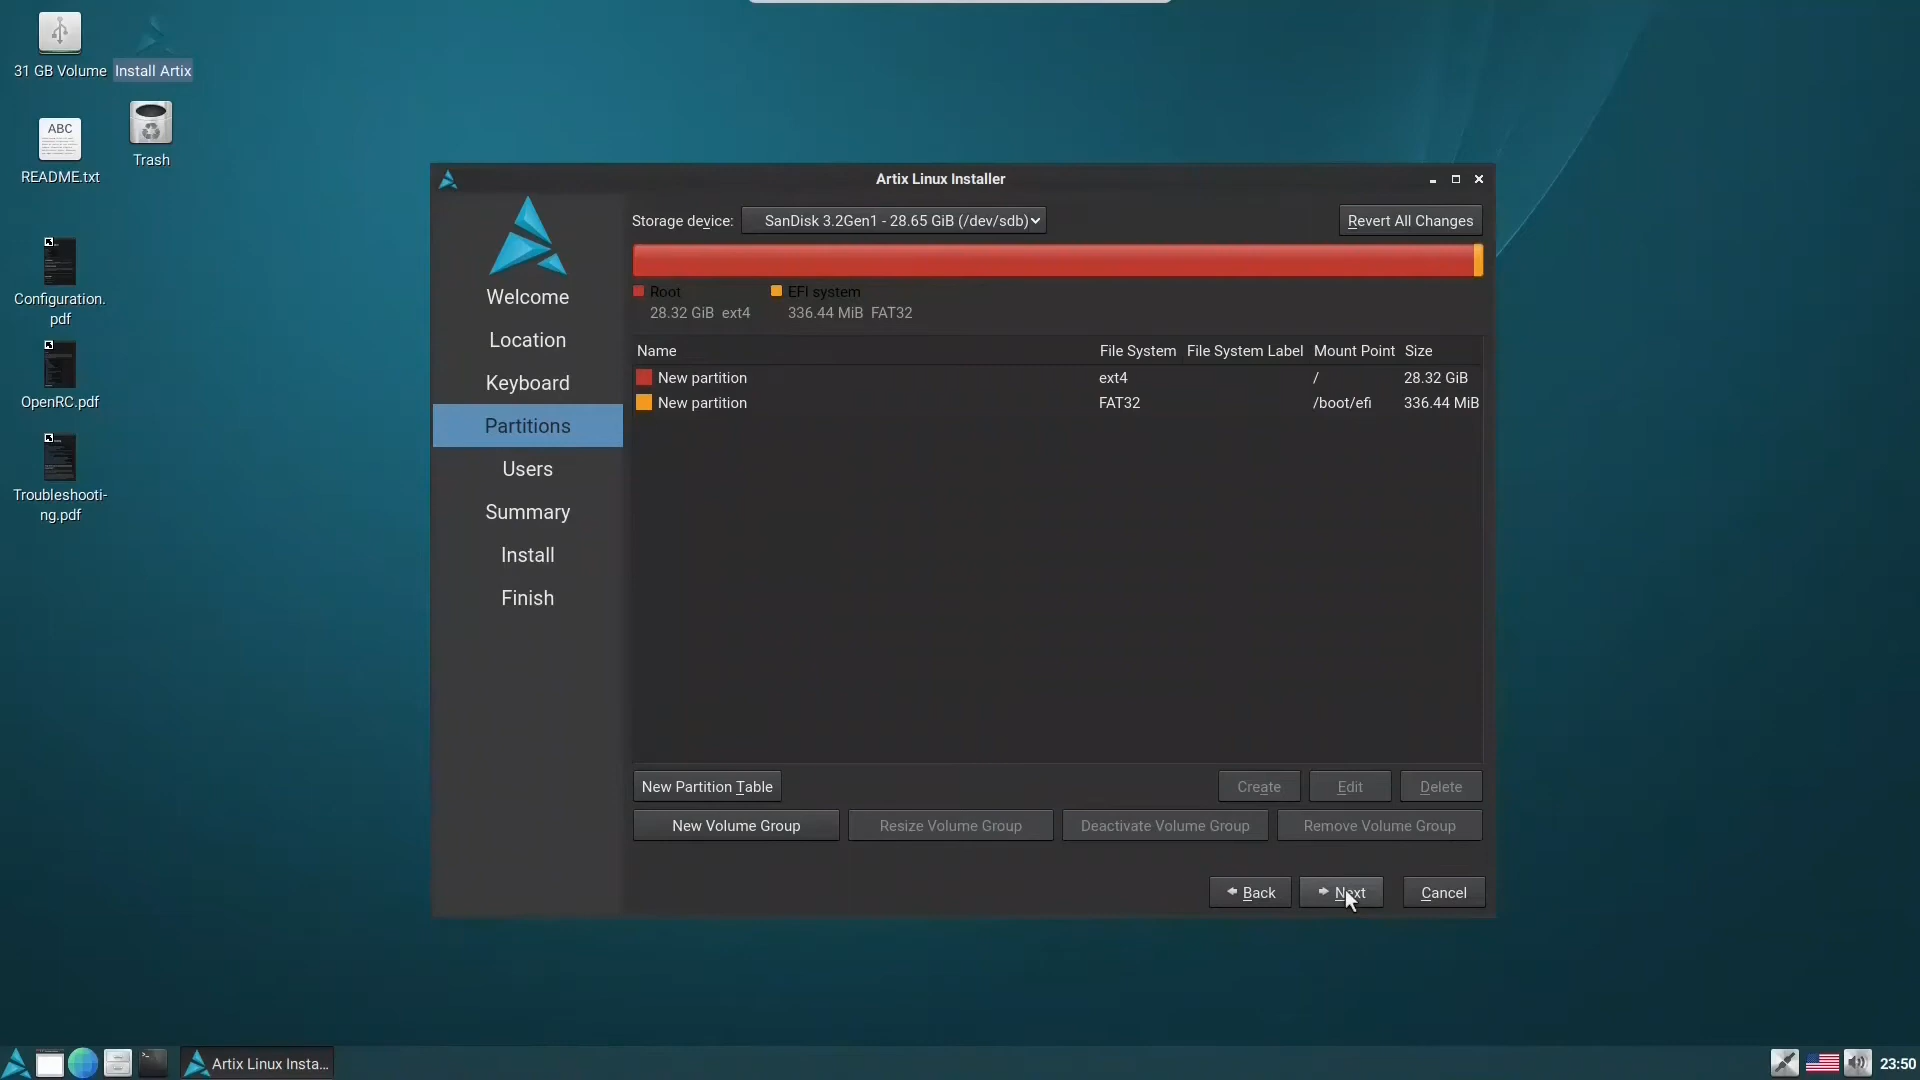 31 GB Volume
Install Artix
ABC
README.txt
Trash
Configuration.
pdf
OpenRC.pdf
Troubleshooti-
ng.pdf
Artix Linux Installer
Welcome
Location
Keyboard
Partitions
Users
Summary
Install
Finish
Storage device: SanDisk 3.2Gen1 - 28.65 GiB (/dev/sdb) Revert All Changes
Root EFI system
28.32 GiB ext4 336.44 MiB FAT32
Name File System File System Label Mount Point Size
New partition ext4 / 28.32 GiB
New partition FAT32 /boot/efi 336.44 MiB
New Partition Table Create Edit Delete
New Volume Group Resize Volume Group Deactivate Volume Group Remove Volume Group
Back Next Cancel
Artix Linux Insta...
23:50